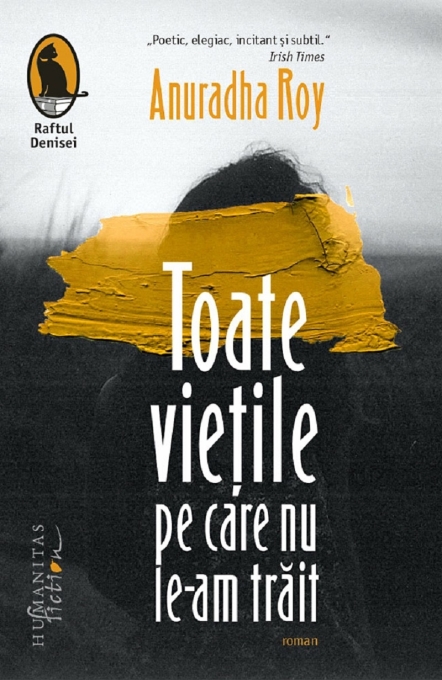 „Poetic, elegiac, incitant și subtil.“
Irish Times
Anuradha Roy
Raftul
Denisei
Toate
viețile
pe care nu
le-am trăit
roman
HUMANITAS
fiction